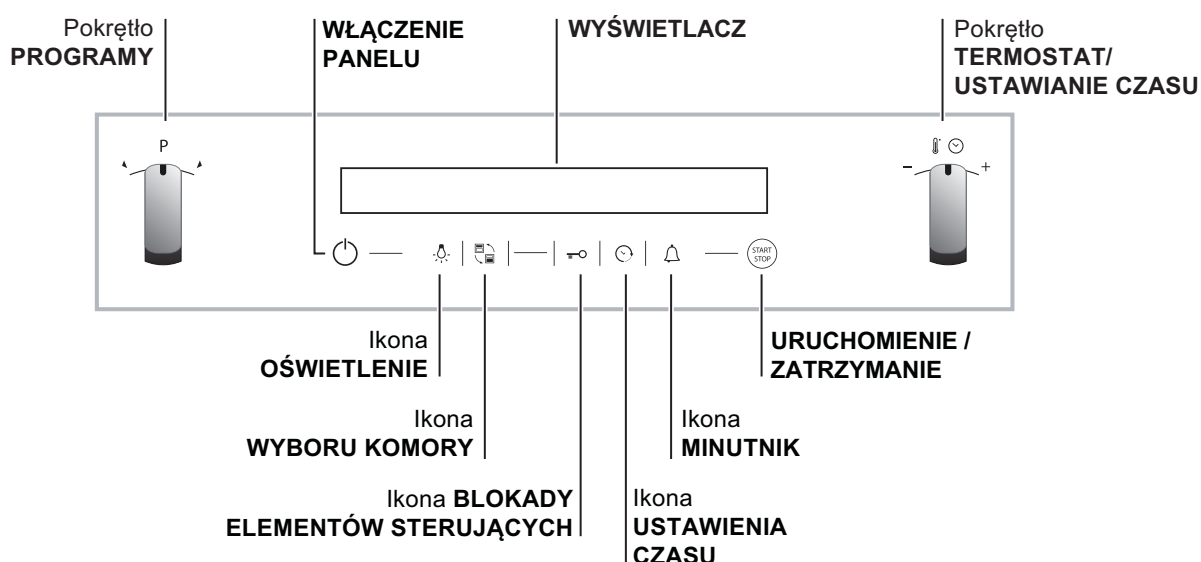 Pokrętło
PROGRAMY
WŁĄCZENIE
PANELU
WYŚWIETLACZ
Pokrętło
TERMOSTAT/
USTAWIANIE CZASU
P
- +
START
STOP
Ikona
OŚWIETLENIE
URUCHOMIENIE /
ZATRZYMANIE
Ikona
WYBORU KOMORY
Ikona
MINUTNIK
Ikona BLOKADY
ELEMENTÓW STERUJĄCYCH
Ikona
USTAWIENIA
CZASU